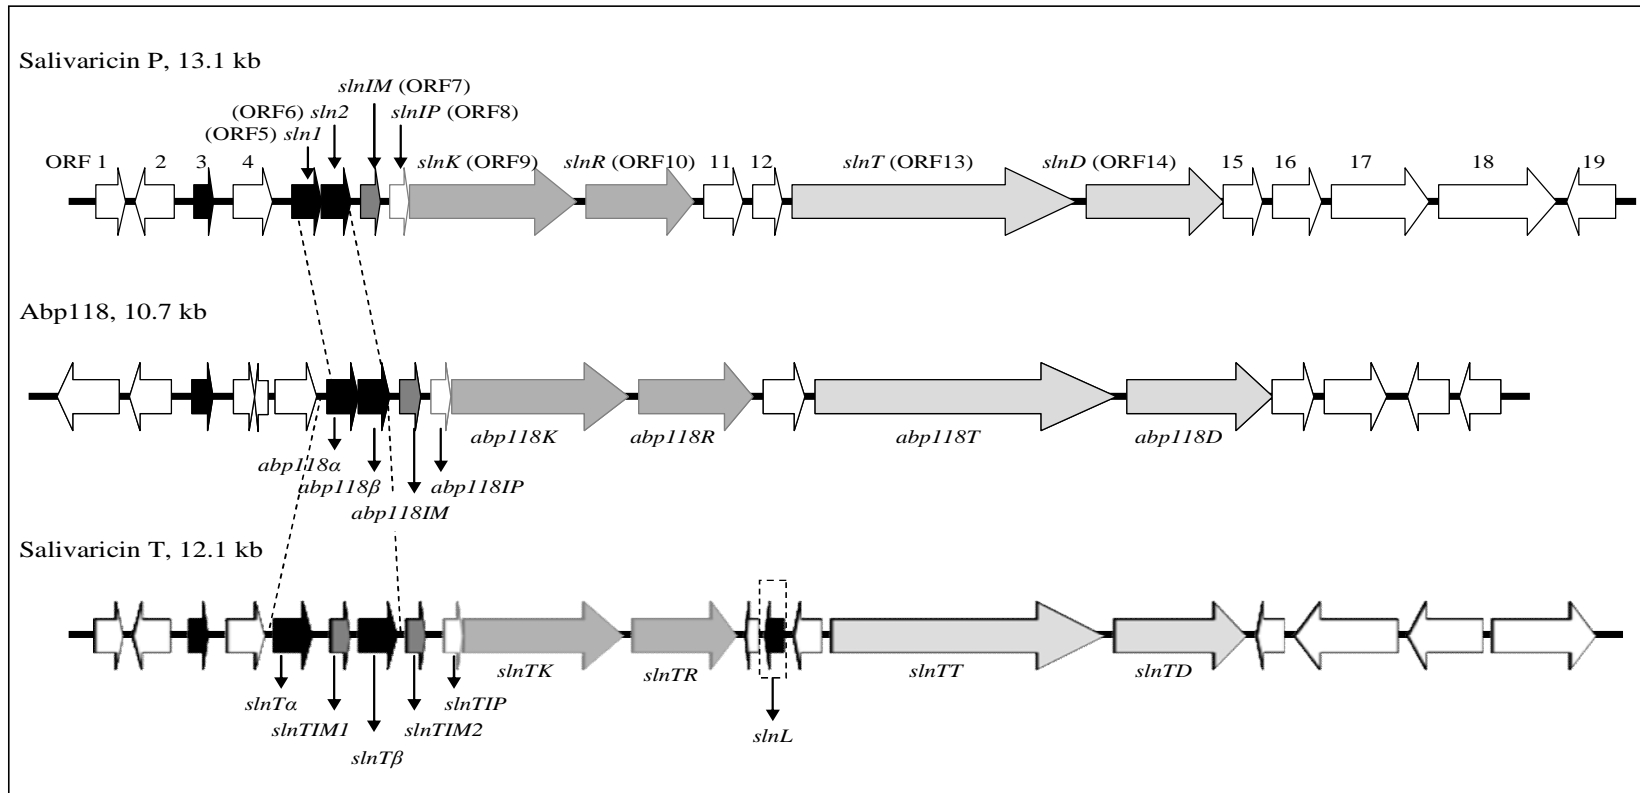 Salivaricin P, 13.1 kb
slnIM (ORF7)
(ORF6) sln2 slnIP (ORF8)
(ORF5) sln1
ORF 1 2 3 4 slnK (ORF9) slnR (ORF10) 11 12 slnT (ORF13) slnD (ORF14) 15 16 17 18 19
Abp118, 10.7 kb
abp118K abp118R abp118T abp118D
abp118α
abp118β abp118IP
abp118IM
Salivaricin T, 12.1 kb
slnTK slnTR slnTT slnTD
slnTα slnTIP
slnTIM1 slnTIM2 slnL
slnTβ